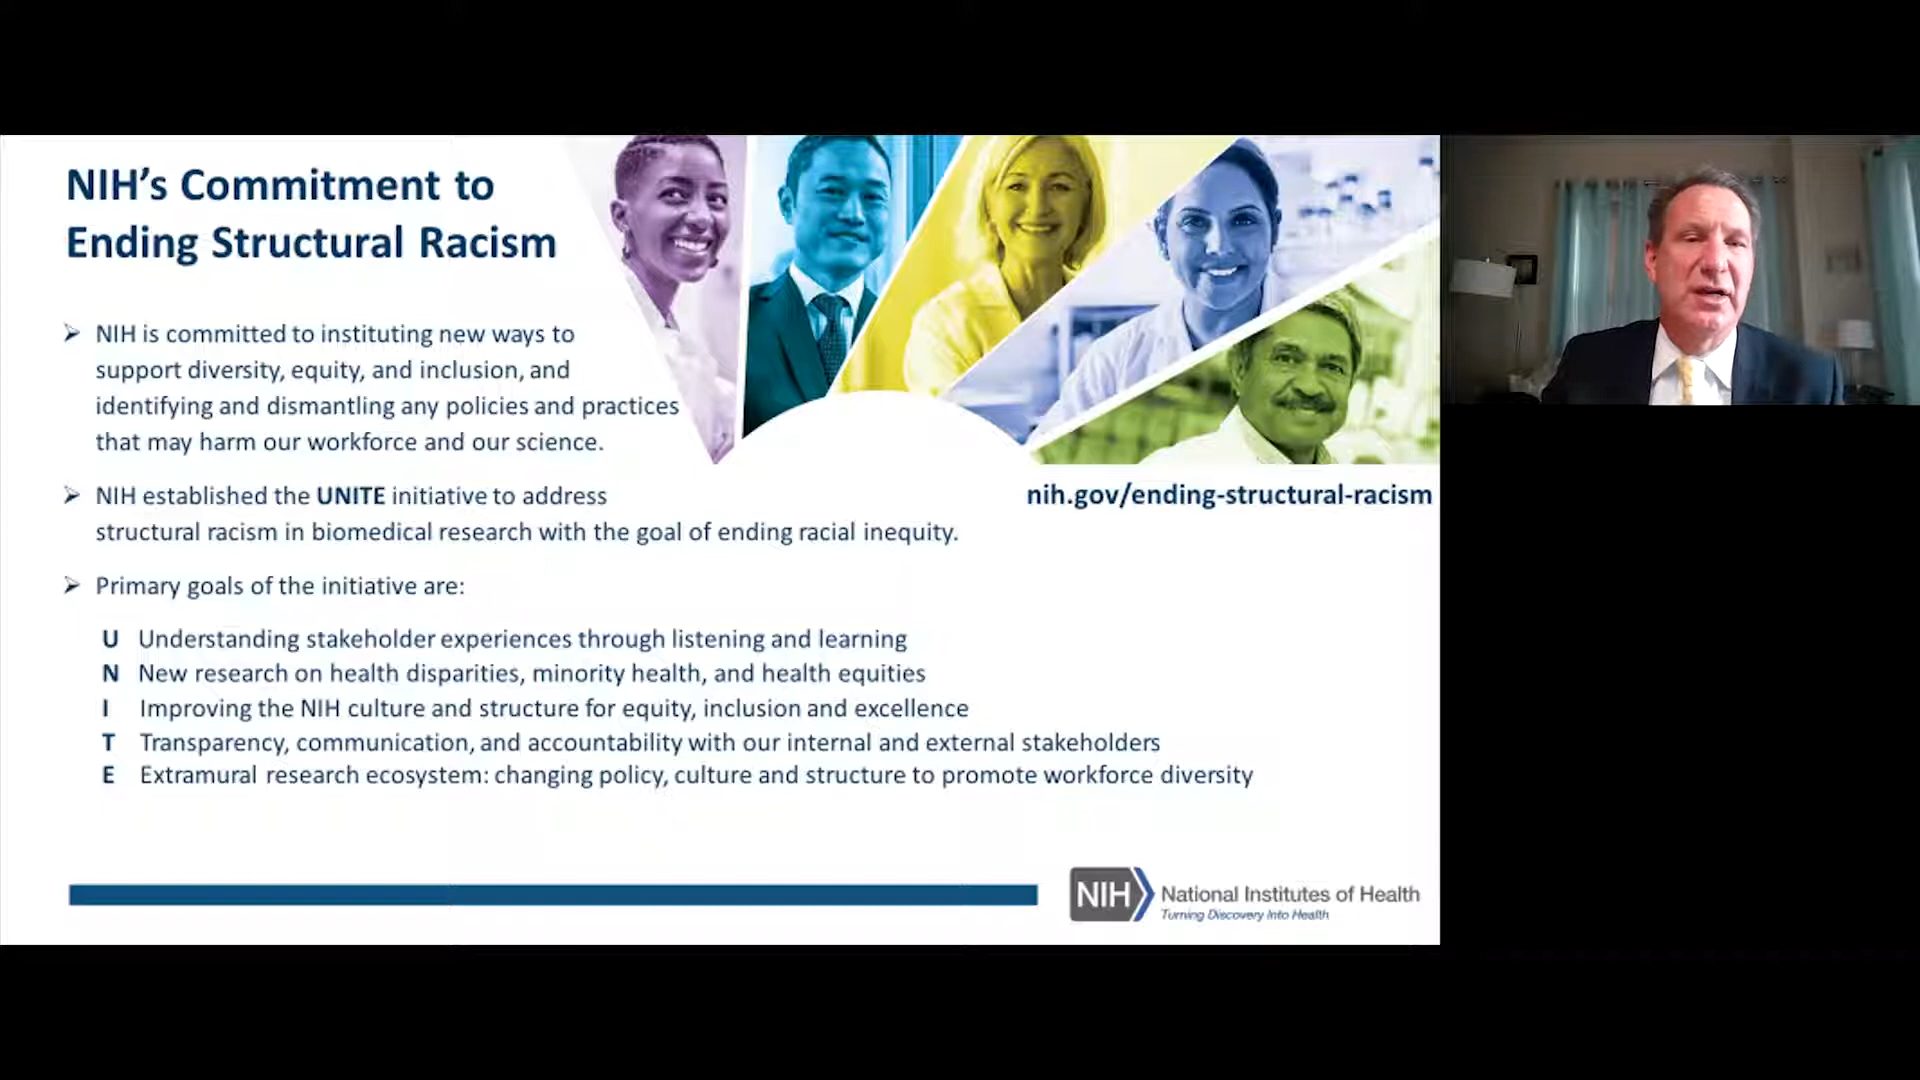 NIH's Commitment to
Ending Structural Racism
NIH is committed to instituting new ways to
support diversity, equity, and inclusion, and
identifying and dismantling any policies and practices
that may harm our workforce and our science.
NIH established the UNITE initiative to address
structural racism in biomedical research with the goal of ending racial inequity.
nih.gov/ending-structural-racism
Primary goals of the initiative are:
U Understanding stakeholder experiences through listening and learning
N New research on health disparities, minority health, and health equities
I Improving the NIH culture and structure for equity, inclusion and excellence
T Transparency, communication, and accountability with our internal and external stakeholders
E Extramural research ecosystem: changing policy, culture and structure to promote workforce diversity
NIH National Institutes of Health
Turning Discovery Into Health